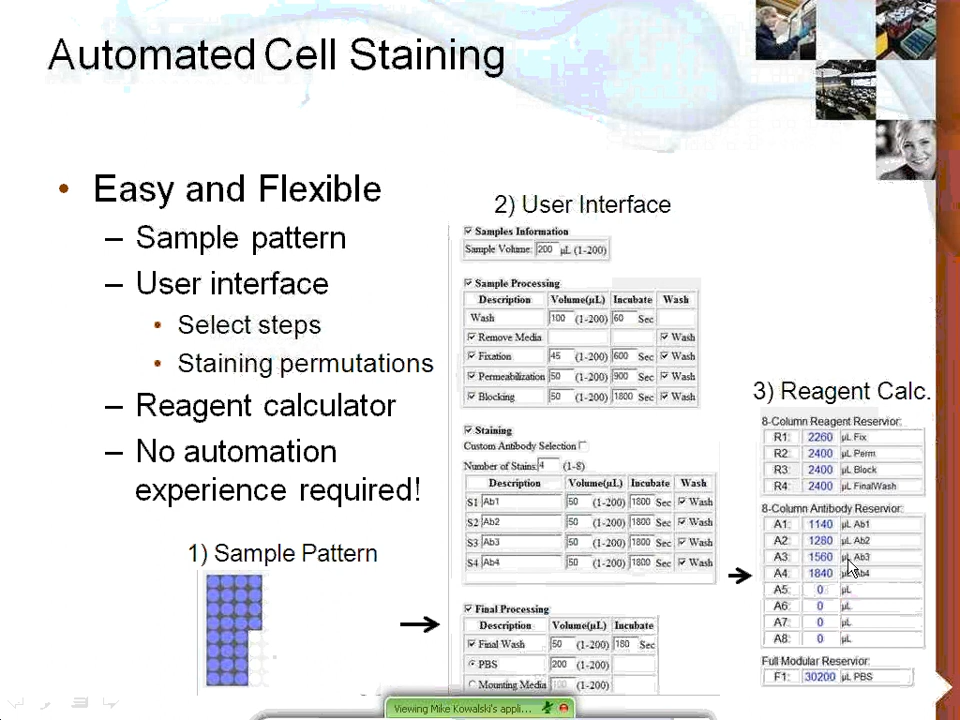 Automated Cell Staining
• Easy and Flexible
– Sample pattern
– User interface
• Select steps
• Staining permutations
– Reagent calculator
– No automation
experience required!
1) Sample Pattern
2) User Interface
Samples Information
Sample Volume: 200 µL (1-200)
Sample Processing
Description Volume(µL) Incubate Wash
Wash 100 (1-200) 60 Sec
Remove Media Wash
Fixation 45 (1-200) 600 Sec Wash
Permeabilization 50 (1-200) 900 Sec Wash
Blocking 50 (1-200) 1800 Sec Wash
Staining
Custom Antibody Selection
Number of Stains: 4 (1-8)
Description Volume(µL) Incubate Wash
S1 Ab1 50 (1-200) 1800 Sec Wash
S2 Ab2 50 (1-200) 1800 Sec Wash
S3 Ab3 50 (1-200) 1800 Sec Wash
S4 Ab4 50 (1-200) 1800 Sec Wash
Final Processing
Description Volume(µL) Incubate
Final Wash 50 (1-200) 180 Sec
PBS 200 (1-200)
Mounting Media 100 (1-200)
3) Reagent Calc.
8-Column Reagent Reservior:
R1: 2260 µL Fix
R2: 2400 µL Perm
R3: 2400 µL Block
R4: 2400 µL FinalWash
8-Column Antibody Reservior:
A1: 1140 µL Ab1
A2: 1280 µL Ab2
A3: 1560 µL Ab3
A4: 1840 µL Ab4
A5: 0 µL
A6: 0 µL
A7: 0 µL
A8: 0 µL
Full Modular Reservior:
F1: 30200 µL PBS
Viewing Mike Kowalski's appli...